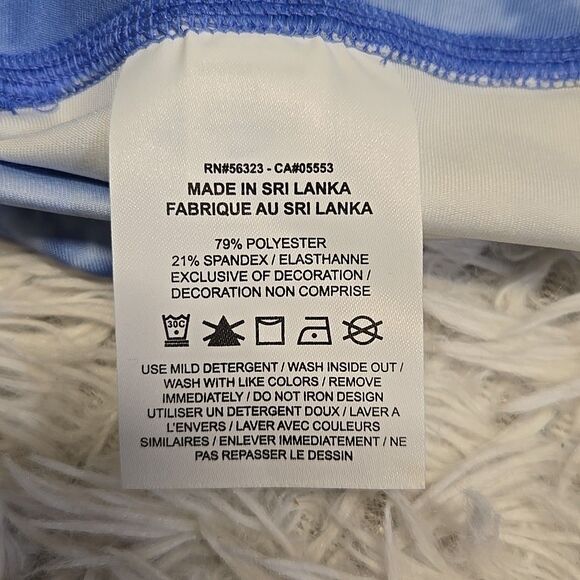 RN#56323 - CA#05553
MADE IN SRI LANKA
FABRIQUE AU SRI LANKA
79% POLYESTER
21% SPANDEX / ELASTHANNE
EXCLUSIVE OF DECORATION /
DECORATION NON COMPRISE
30C
USE MILD DETERGENT / WASH INSIDE OUT /
WASH WITH LIKE COLORS / REMOVE
IMMEDIATELY / DO NOT IRON DESIGN
UTILISER UN DETERGENT DOUX / LAVER A
L'ENVERS / LAVER AVEC COULEURS
SIMILAIRES / ENLEVER IMMEDIATEMENT / NE
PAS REPASSER LE DESSIN